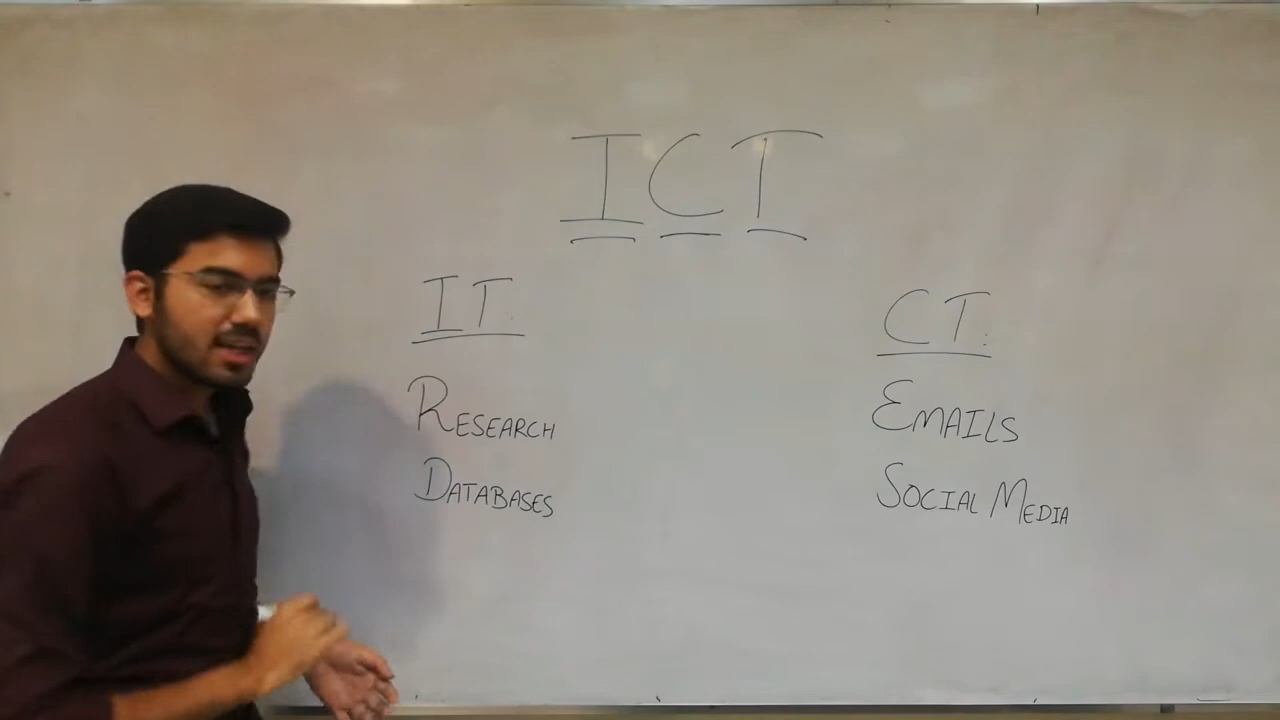 ICT
IT:
RESEARCH
DATABASES
CT:
EMAILS
SOCIAL MEDIA